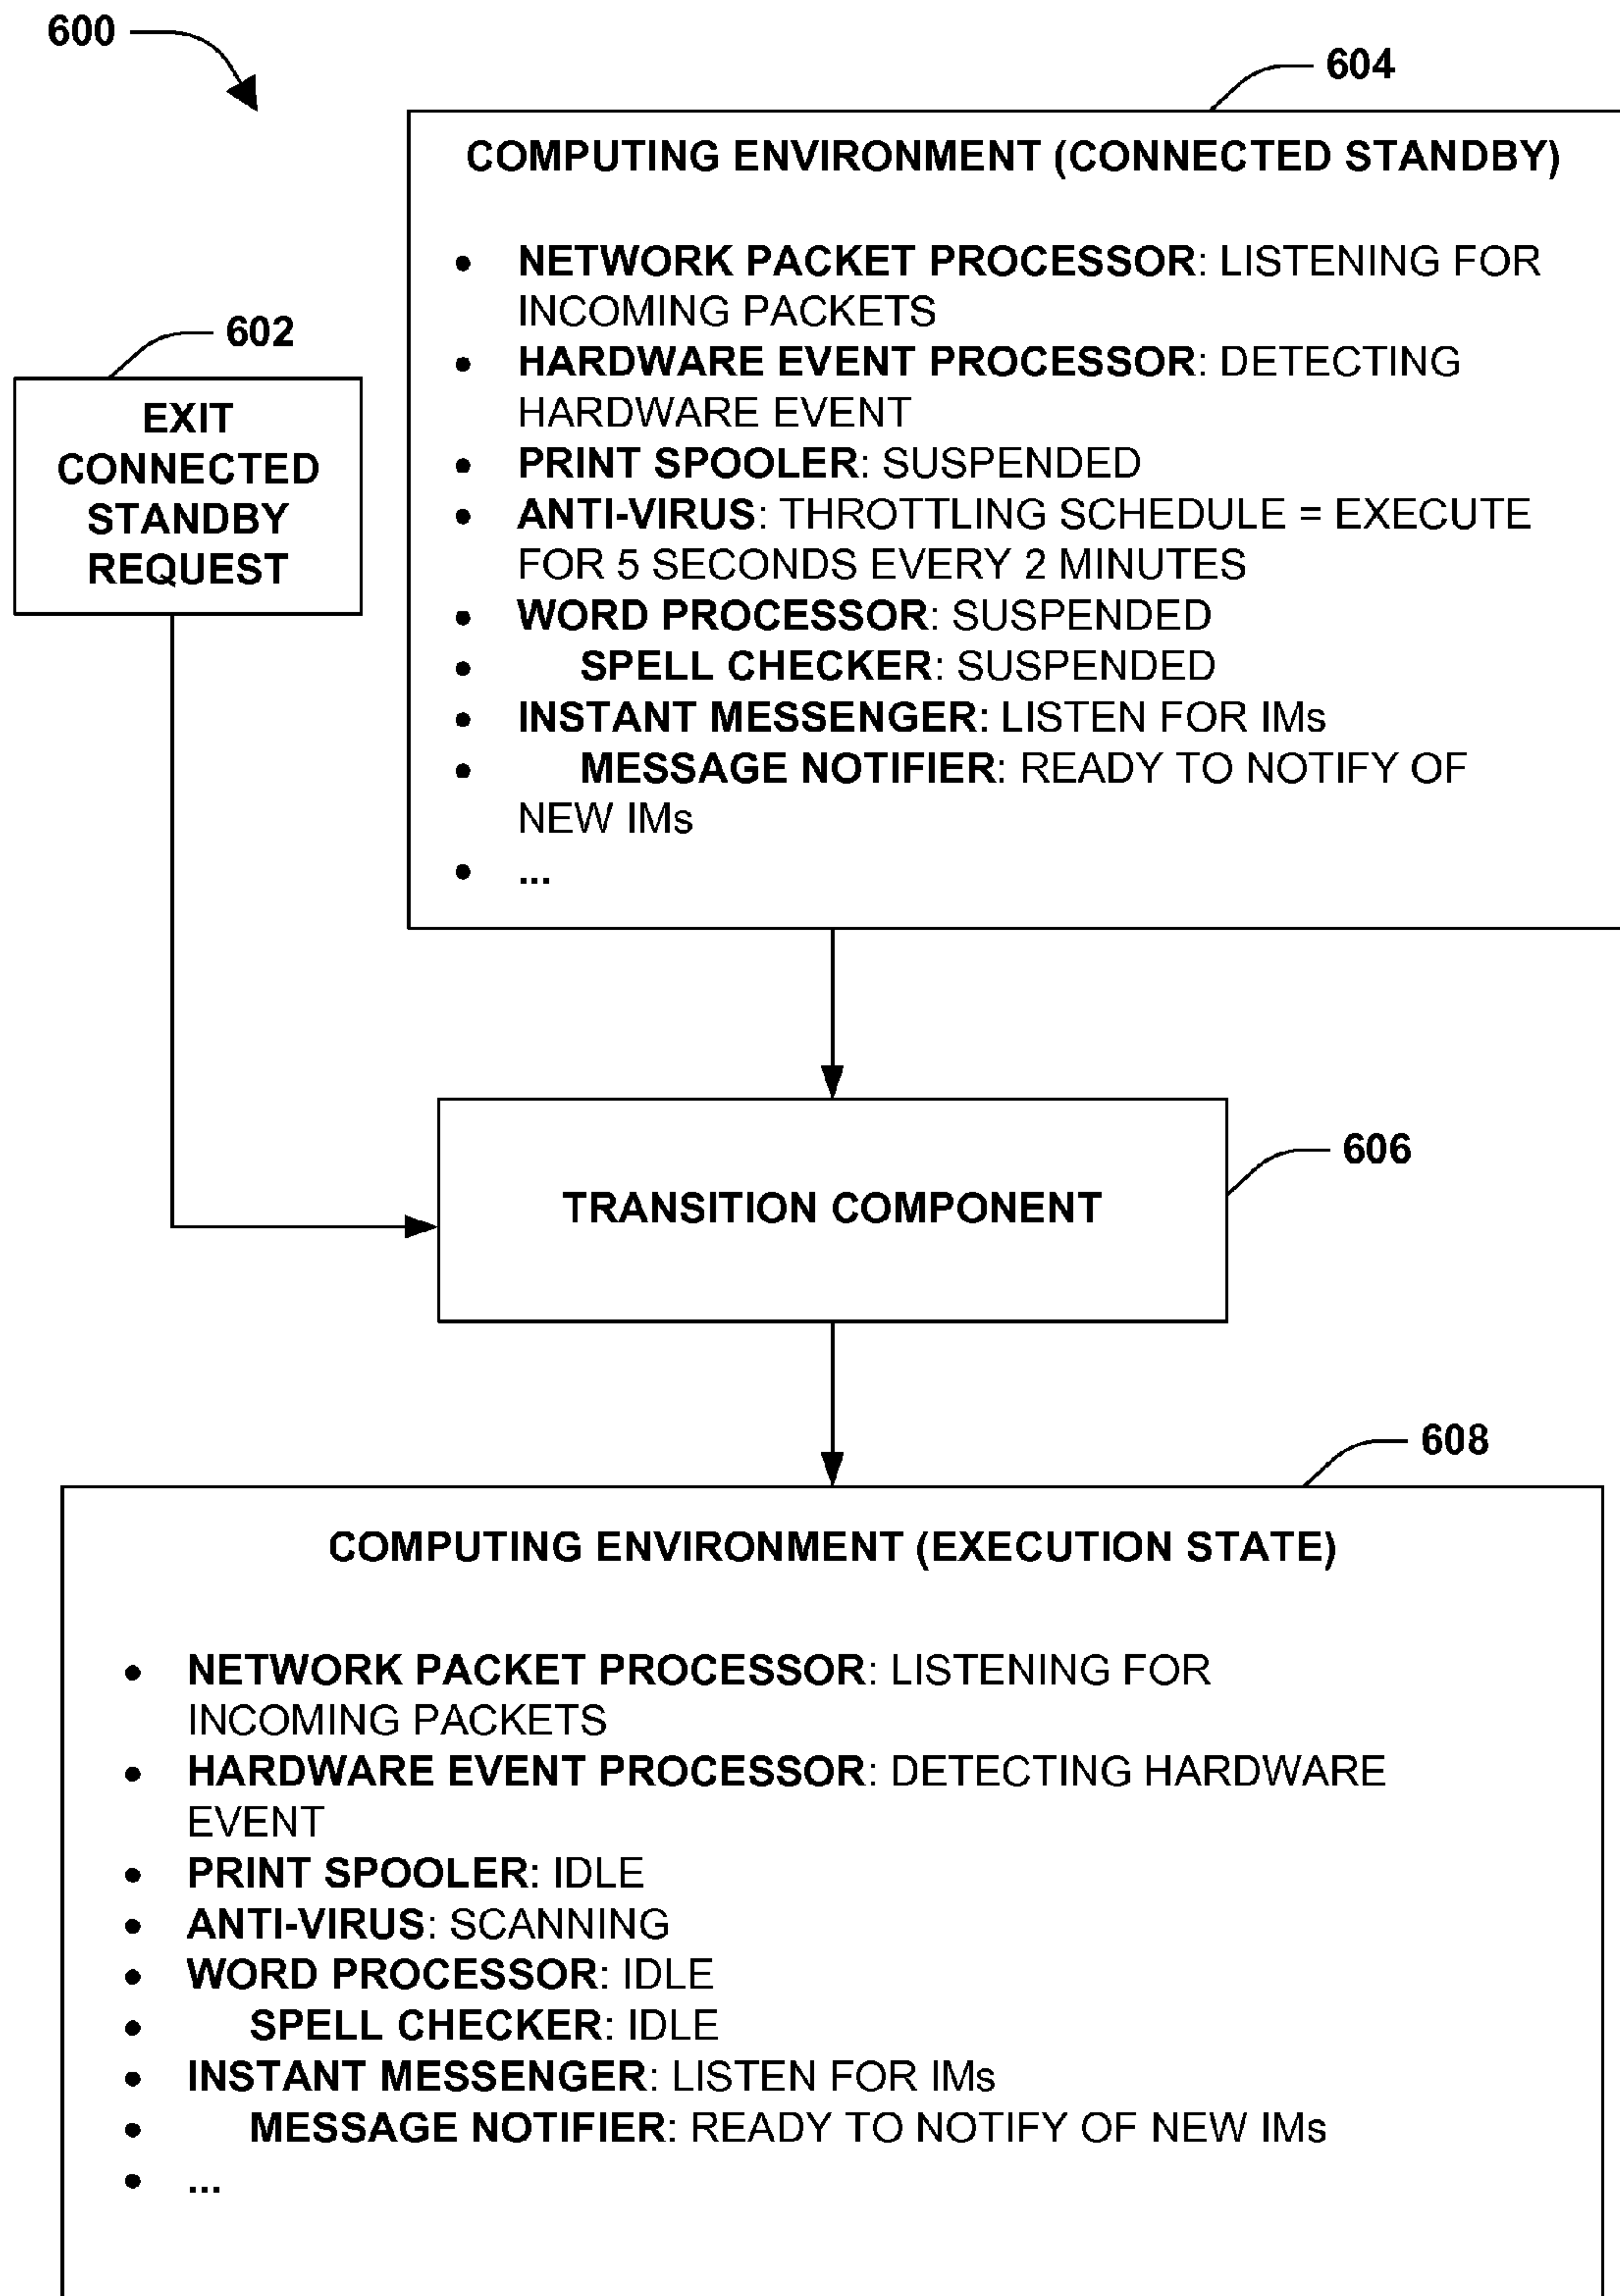 600
604
COMPUTING ENVIRONMENT (CONNECTED STANDBY)
• NETWORK PACKET PROCESSOR: LISTENING FOR
INCOMING PACKETS
• HARDWARE EVENT PROCESSOR: DETECTING
HARDWARE EVENT
• PRINT SPOOLER: SUSPENDED
• ANTI-VIRUS: THROTTLING SCHEDULE = EXECUTE
FOR 5 SECONDS EVERY 2 MINUTES
• WORD PROCESSOR: SUSPENDED
• SPELL CHECKER: SUSPENDED
• INSTANT MESSENGER: LISTEN FOR IMs
• MESSAGE NOTIFIER: READY TO NOTIFY OF
NEW IMs
• ...
602
EXIT
CONNECTED
STANDBY
REQUEST
606
TRANSITION COMPONENT
608
COMPUTING ENVIRONMENT (EXECUTION STATE)
• NETWORK PACKET PROCESSOR: LISTENING FOR
INCOMING PACKETS
• HARDWARE EVENT PROCESSOR: DETECTING HARDWARE
EVENT
• PRINT SPOOLER: IDLE
• ANTI-VIRUS: SCANNING
• WORD PROCESSOR: IDLE
• SPELL CHECKER: IDLE
• INSTANT MESSENGER: LISTEN FOR IMs
• MESSAGE NOTIFIER: READY TO NOTIFY OF NEW IMs
• ...